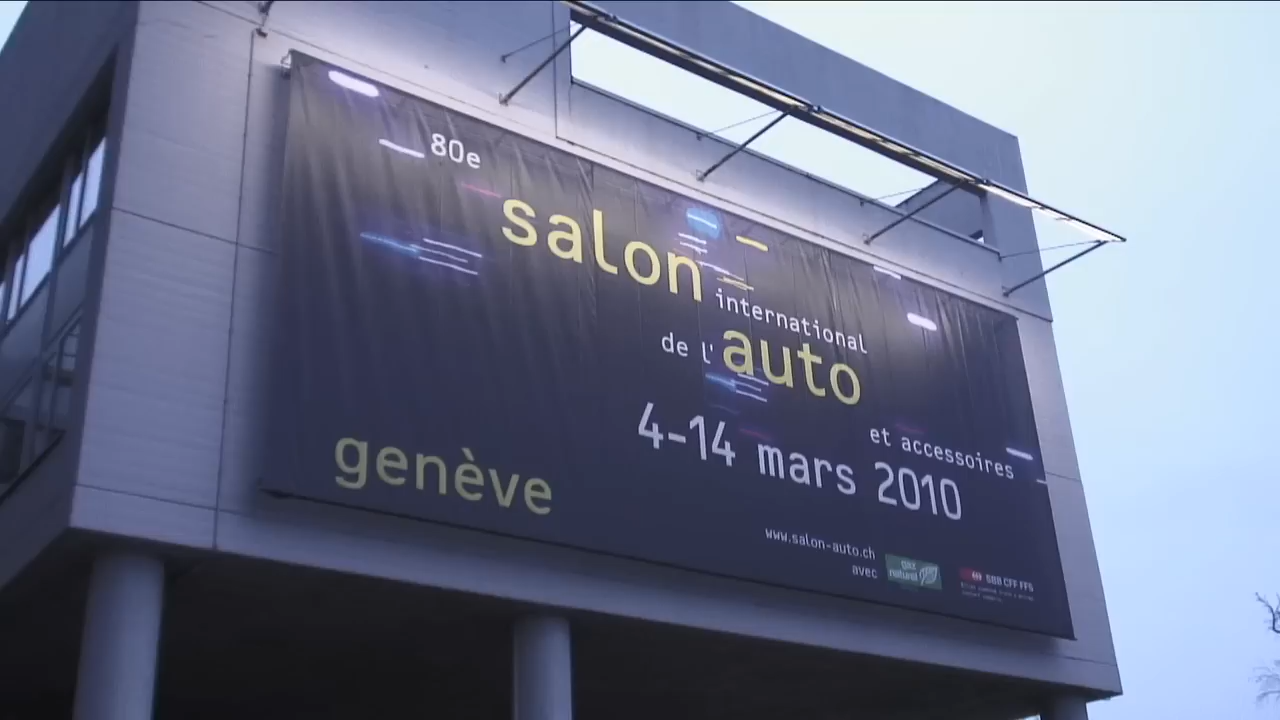 80e
salon
international
de l'auto
et accessoires
4-14 mars 2010
genève
www.salon-auto.ch
avec
gaz
naturel
SBB CFF FFS